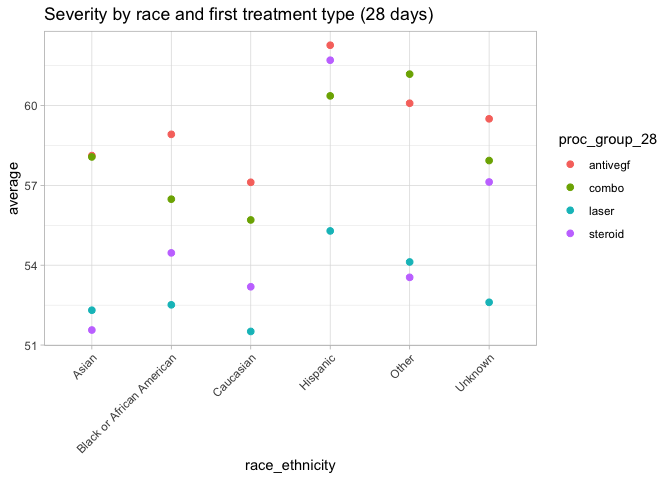 Severity by race and first treatment type (28 days)
average
60
57
54
51
Asian
Black or African American
Caucasian
Hispanic
Other
Unknown
race_ethnicity
proc_group_28
antivegf
combo
laser
steroid